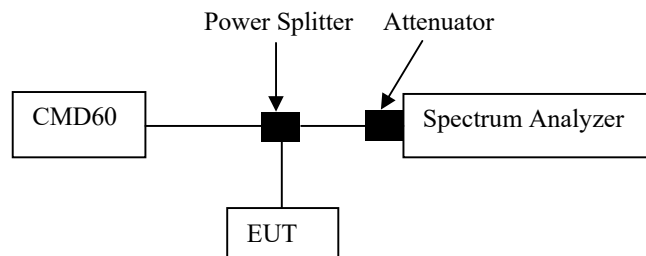 Power Splitter
Attenuator
CMD60
Spectrum Analyzer
EUT